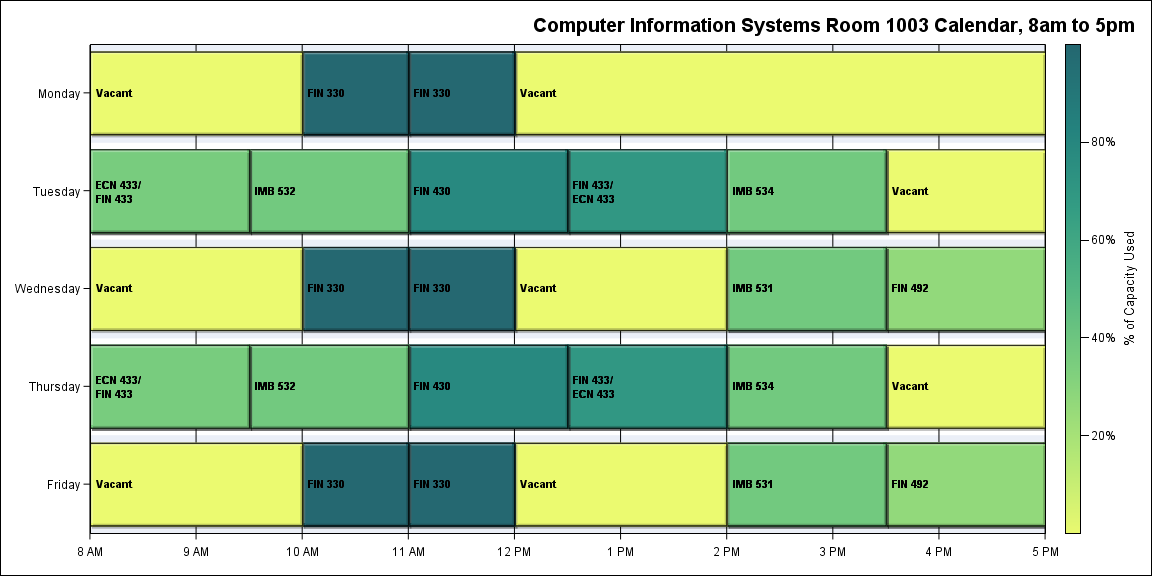 Computer Information Systems Room 1003 Calendar, 8am to 5pm
Monday
Vacant
FIN 330
FIN 330
Vacant
Tuesday
ECN 433/
FIN 433
IMB 532
FIN 430
FIN 433/
ECN 433
IMB 534
Vacant
Wednesday
Vacant
FIN 330
FIN 330
Vacant
IMB 531
FIN 492
Thursday
ECN 433/
FIN 433
IMB 532
FIN 430
FIN 433/
ECN 433
IMB 534
Vacant
Friday
Vacant
FIN 330
FIN 330
Vacant
IMB 531
FIN 492
8 AM
9 AM
10 AM
11 AM
12 PM
1 PM
2 PM
3 PM
4 PM
5 PM
80%
60%
40%
20%
% of Capacity Used